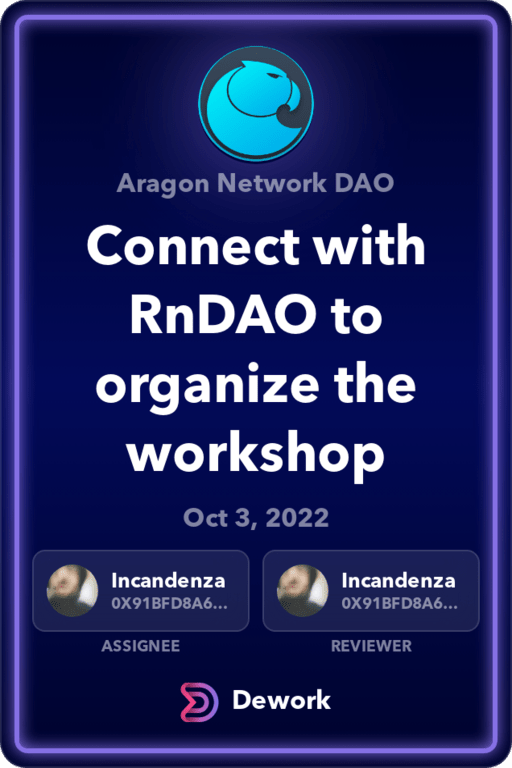 Aragon Network DAO
Connect with
RnDAO to
organize the
workshop
Oct 3, 2022
Incandenza
0X91BFD8A6...
ASSIGNEE
Incandenza
0X91BFD8A6...
REVIEWER
Dework